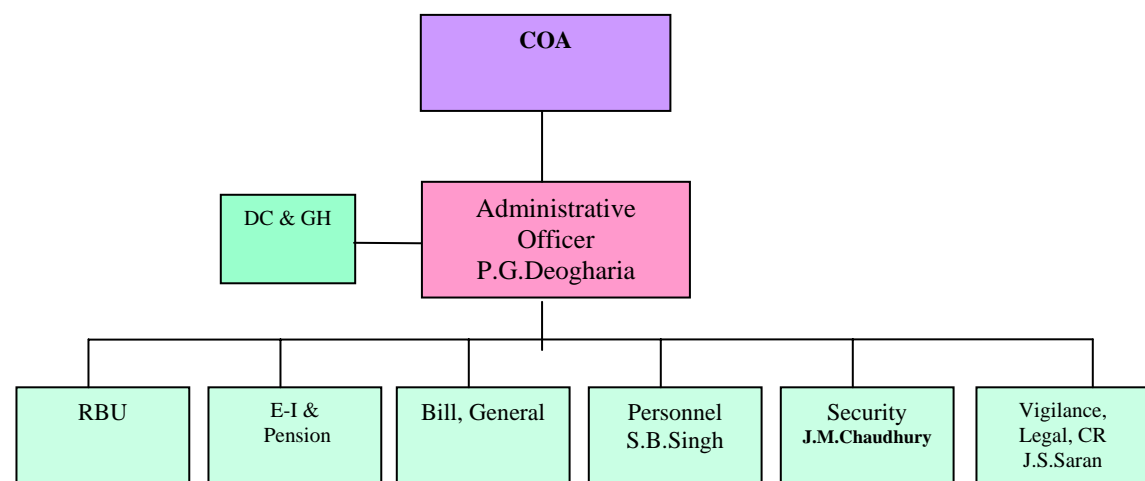 COA
DC & GH
Administrative
Officer
P.G.Deogharia
RBU
E-I &
Pension
Bill, General
Personnel
S.B.Singh
Security
J.M.Chaudhury
Vigilance,
Legal, CR
J.S.Saran